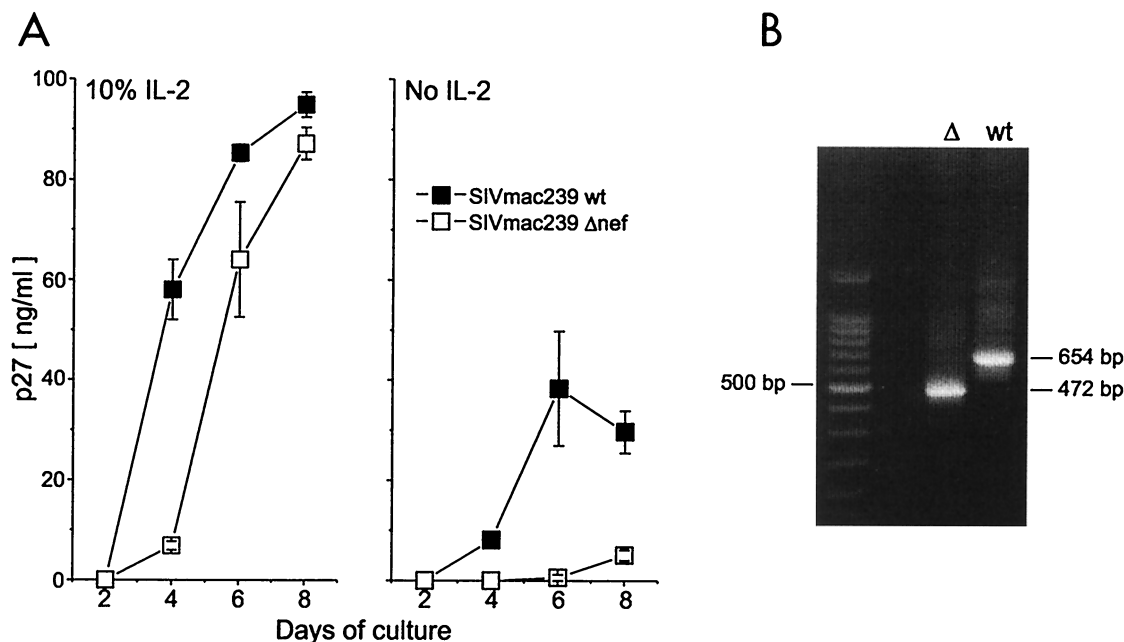 A
B
10% IL-2
No IL-2
100
80
60
40
20
0
p27 [ ng/ml ]
SIVmac239 wt
SIVmac239 Δnef
2 4 6 8
2 4 6 8
Days of culture
Δ wt
500 bp
654 bp
472 bp